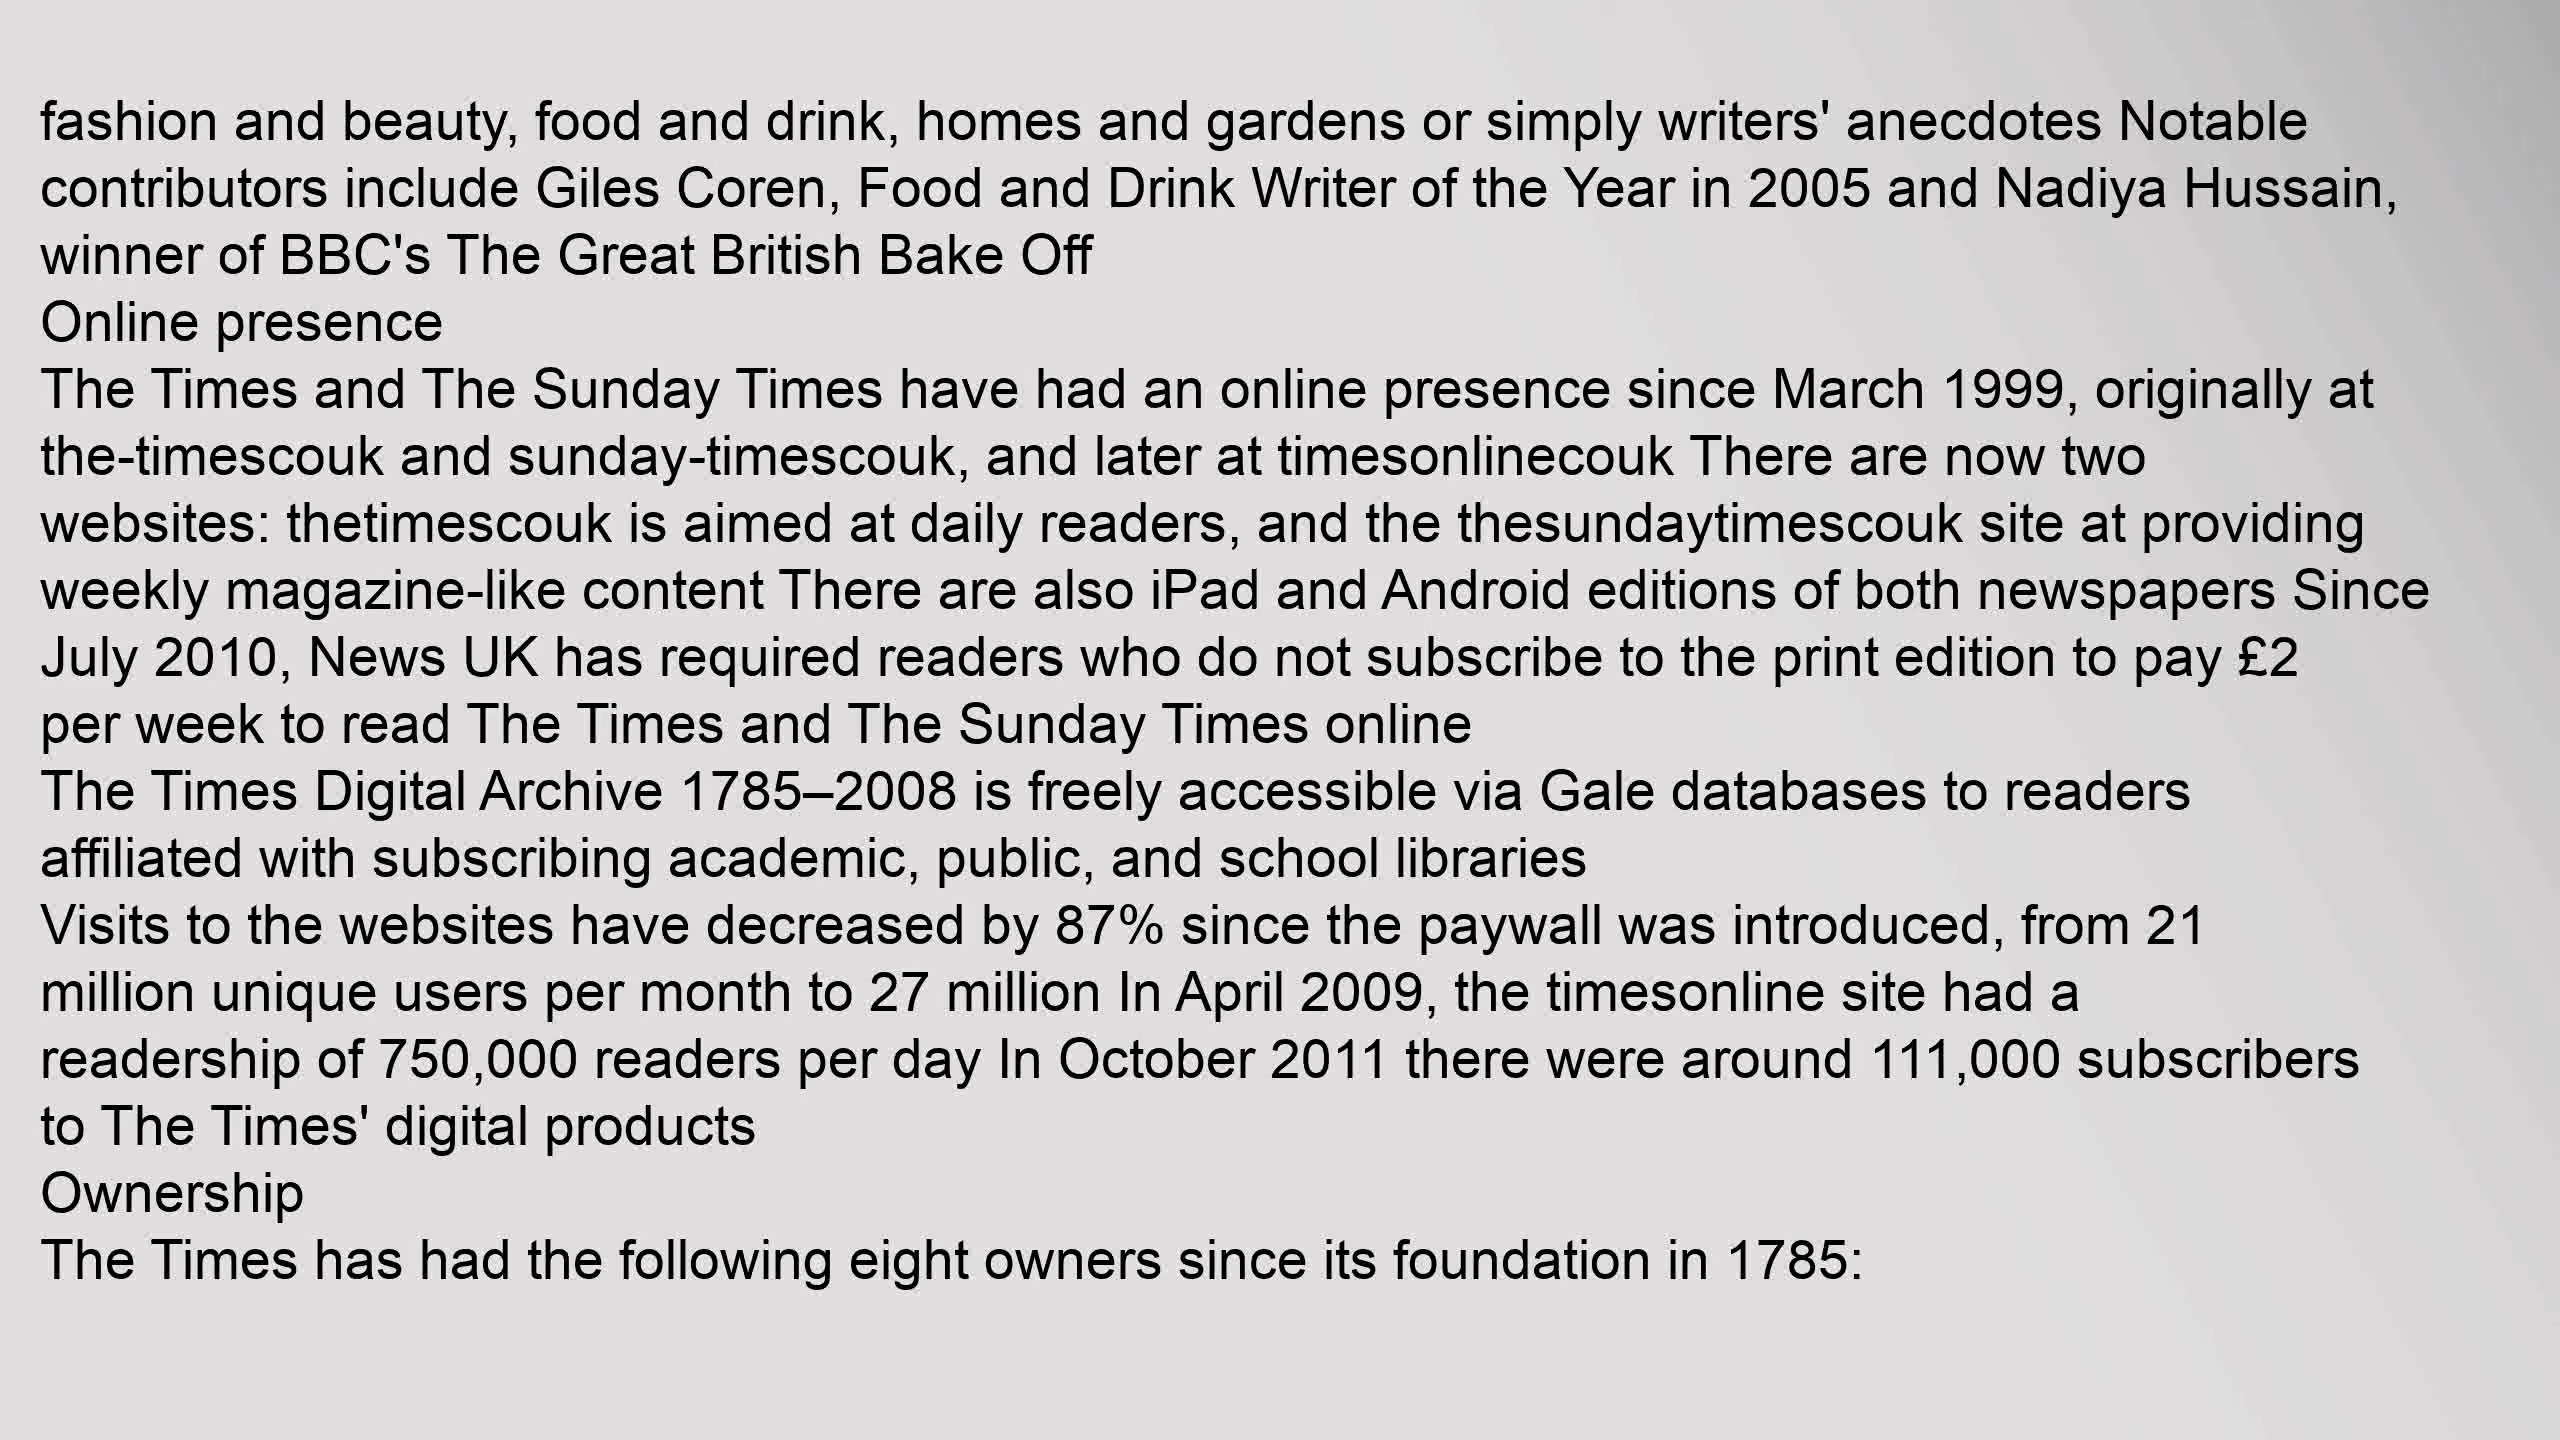 fashion and beauty, food and drink, homes and gardens or simply writers' anecdotes Notable
contributors include Giles Coren, Food and Drink Writer of the Year in 2005 and Nadiya Hussain,
winner of BBC's The Great British Bake Off
Online presence
The Times and The Sunday Times have had an online presence since March 1999, originally at
the-timescouk and sunday-timescouk, and later at timesonlinecouk There are now two
websites: thetimescouk is aimed at daily readers, and the thesundaytimescouk site at providing
weekly magazine-like content There are also iPad and Android editions of both newspapers Since
July 2010, News UK has required readers who do not subscribe to the print edition to pay £2
per week to read The Times and The Sunday Times online
The Times Digital Archive 1785–2008 is freely accessible via Gale databases to readers
affiliated with subscribing academic, public, and school libraries
Visits to the websites have decreased by 87% since the paywall was introduced, from 21
million unique users per month to 27 million In April 2009, the timesonline site had a
readership of 750,000 readers per day In October 2011 there were around 111,000 subscribers
to The Times' digital products
Ownership
The Times has had the following eight owners since its foundation in 1785: